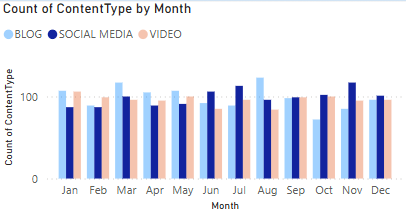 Count of ContentType by Month
BLOG SOCIAL MEDIA VIDEO
Count of ContentType
100
0
Jan Feb Mar Apr May Jun Jul Aug Sep Oct Nov Dec
Month